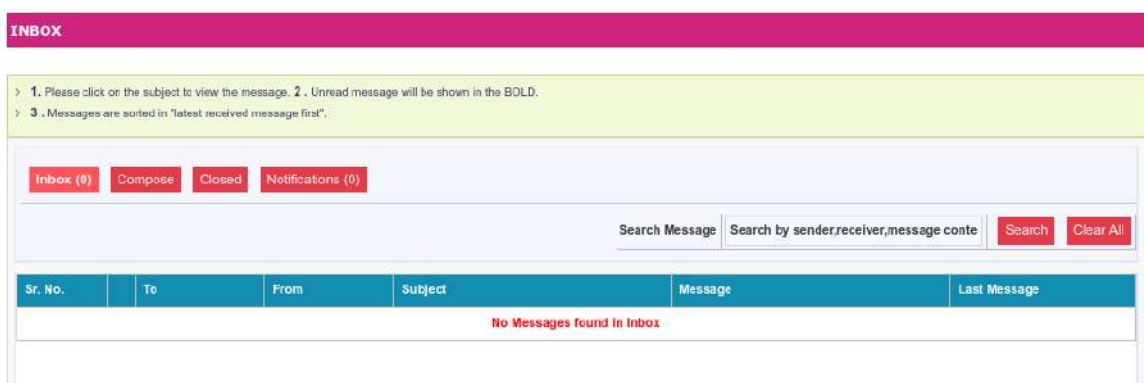 INBOX
> 1. Please click on the subject to view the message. 2 . Unread message will be shown in the BOLD.
> 3 . Messages are sorted in "latest received message first".
Inbox (0) Compose Closed Notifications (0)
Search Message Search by sender,receiver,message conte Search Clear All
Sr. No. To From Subject Message Last Message
No Messages found in Inbox